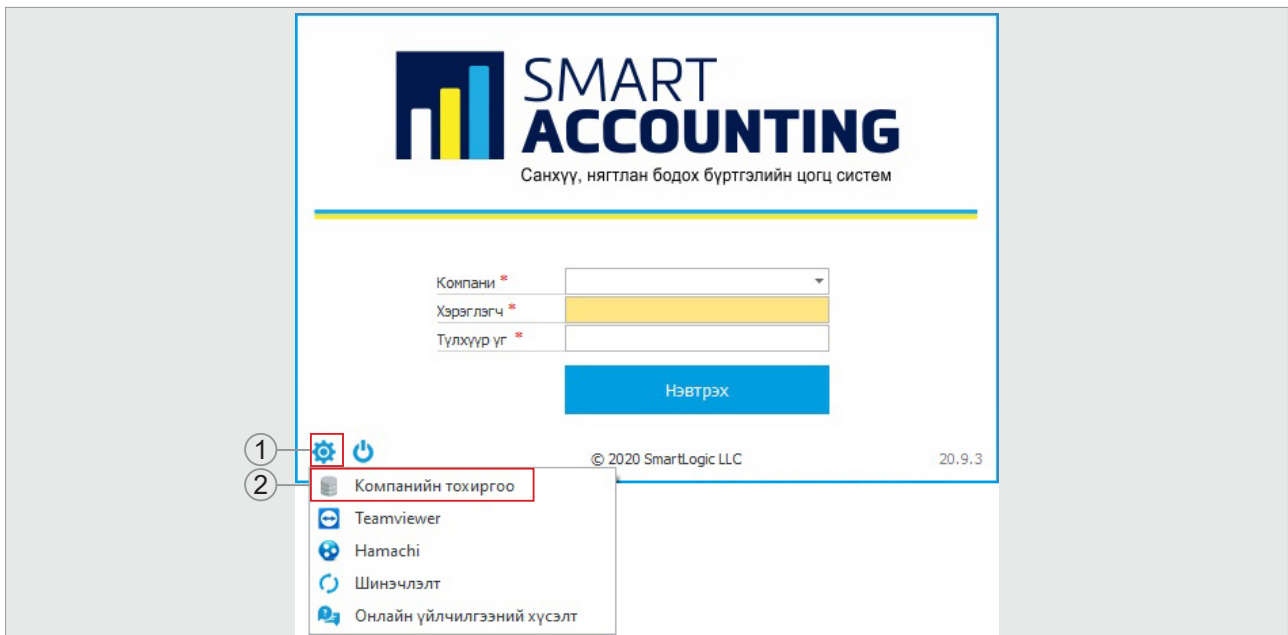 SMART
ACCOUNTING
Санхүү, нягтлан бодох бүртгэлийн цогц систем
Компани *
Хэрэглэгч *
Түлхүүр үг *
Нэвтрэх
1
© 2020 SmartLogic LLC
20.9.3
2
Компанийн тохиргоо
Teamviewer
Hamachi
Шинэчлэлт
Онлайн үйлчилгээний хүсэлт